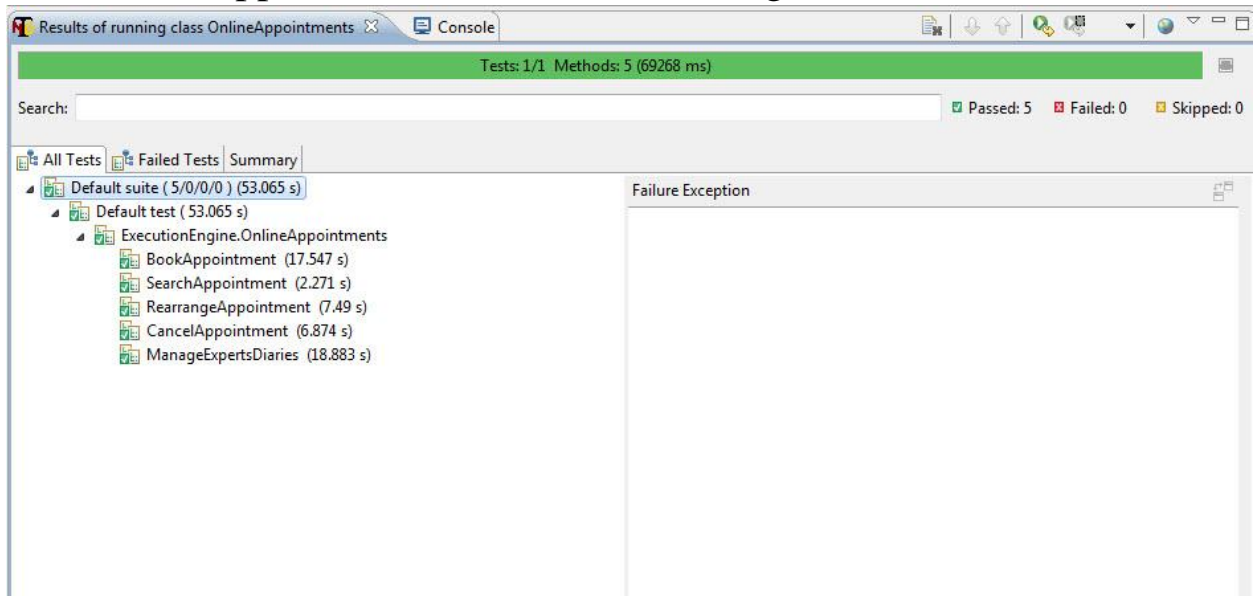 Results of running class OnlineAppointments Console
Tests: 1/1 Methods: 5 (69268 ms)
Search: Passed: 5 Failed: 0 Skipped: 0
All Tests Failed Tests Summary
Default suite ( 5/0/0/0 ) (53.065 s) Failure Exception
Default test ( 53.065 s)
ExecutionEngine.OnlineAppointments
BookAppointment (17.547 s)
SearchAppointment (2.271 s)
RearrangeAppointment (7.49 s)
CancelAppointment (6.874 s)
ManageExpertsDiaries (18.883 s)